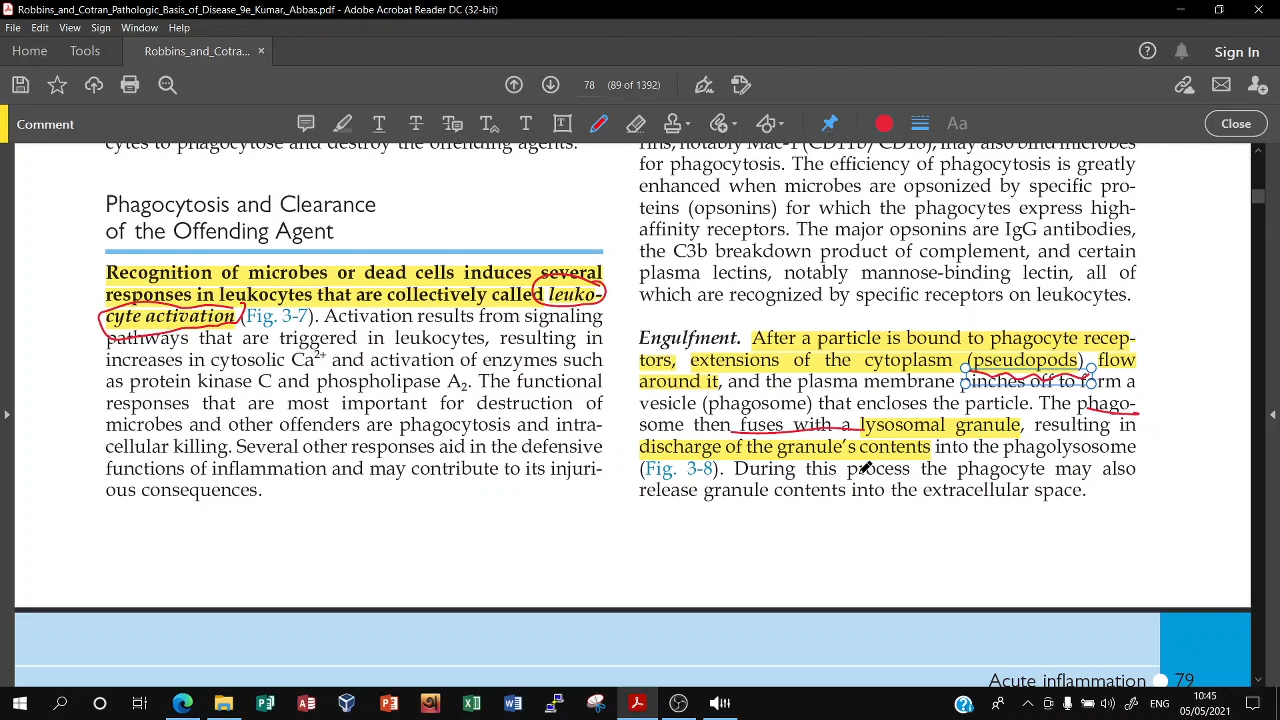 Robbins_and_Cotran_Pathologic_Basis_of_Disease_9e_Kumar_Abbas.pdf - Adobe Acrobat Reader DC (32-bit)
File Edit View Sign Window Help
Home Tools Robbins_and_Cotra... × Sign In
78 (89 of 1392)
Comment Aa Close
cytes to phagocytose and destroy the offending agents.
Phagocytosis and Clearance
of the Offending Agent
Recognition of microbes or dead cells induces several
responses in leukocytes that are collectively called leuko-
cyte activation (Fig. 3-7). Activation results from signaling
pathways that are triggered in leukocytes, resulting in
increases in cytosolic Ca2+ and activation of enzymes such
as protein kinase C and phospholipase A2. The functional
responses that are most important for destruction of
microbes and other offenders are phagocytosis and intra-
cellular killing. Several other responses aid in the defensive
functions of inflammation and may contribute to its injuri-
ous consequences.
rins, notably Mac-1 (CD11b/CD18), may also bind microbes
for phagocytosis. The efficiency of phagocytosis is greatly
enhanced when microbes are opsonized by specific pro-
teins (opsonins) for which the phagocytes express high-
affinity receptors. The major opsonins are IgG antibodies,
the C3b breakdown product of complement, and certain
plasma lectins, notably mannose-binding lectin, all of
which are recognized by specific receptors on leukocytes.
Engulfment. After a particle is bound to phagocyte recep-
tors, extensions of the cytoplasm (pseudopods) flow
around it, and the plasma membrane pinches off to form a
vesicle (phagosome) that encloses the particle. The phago-
some then fuses with a lysosomal granule, resulting in
discharge of the granule's contents into the phagolysosome
(Fig. 3-8). During this process the phagocyte may also
release granule contents into the extracellular space.
Acute inflammation 79
ENG
10:45
05/05/2021